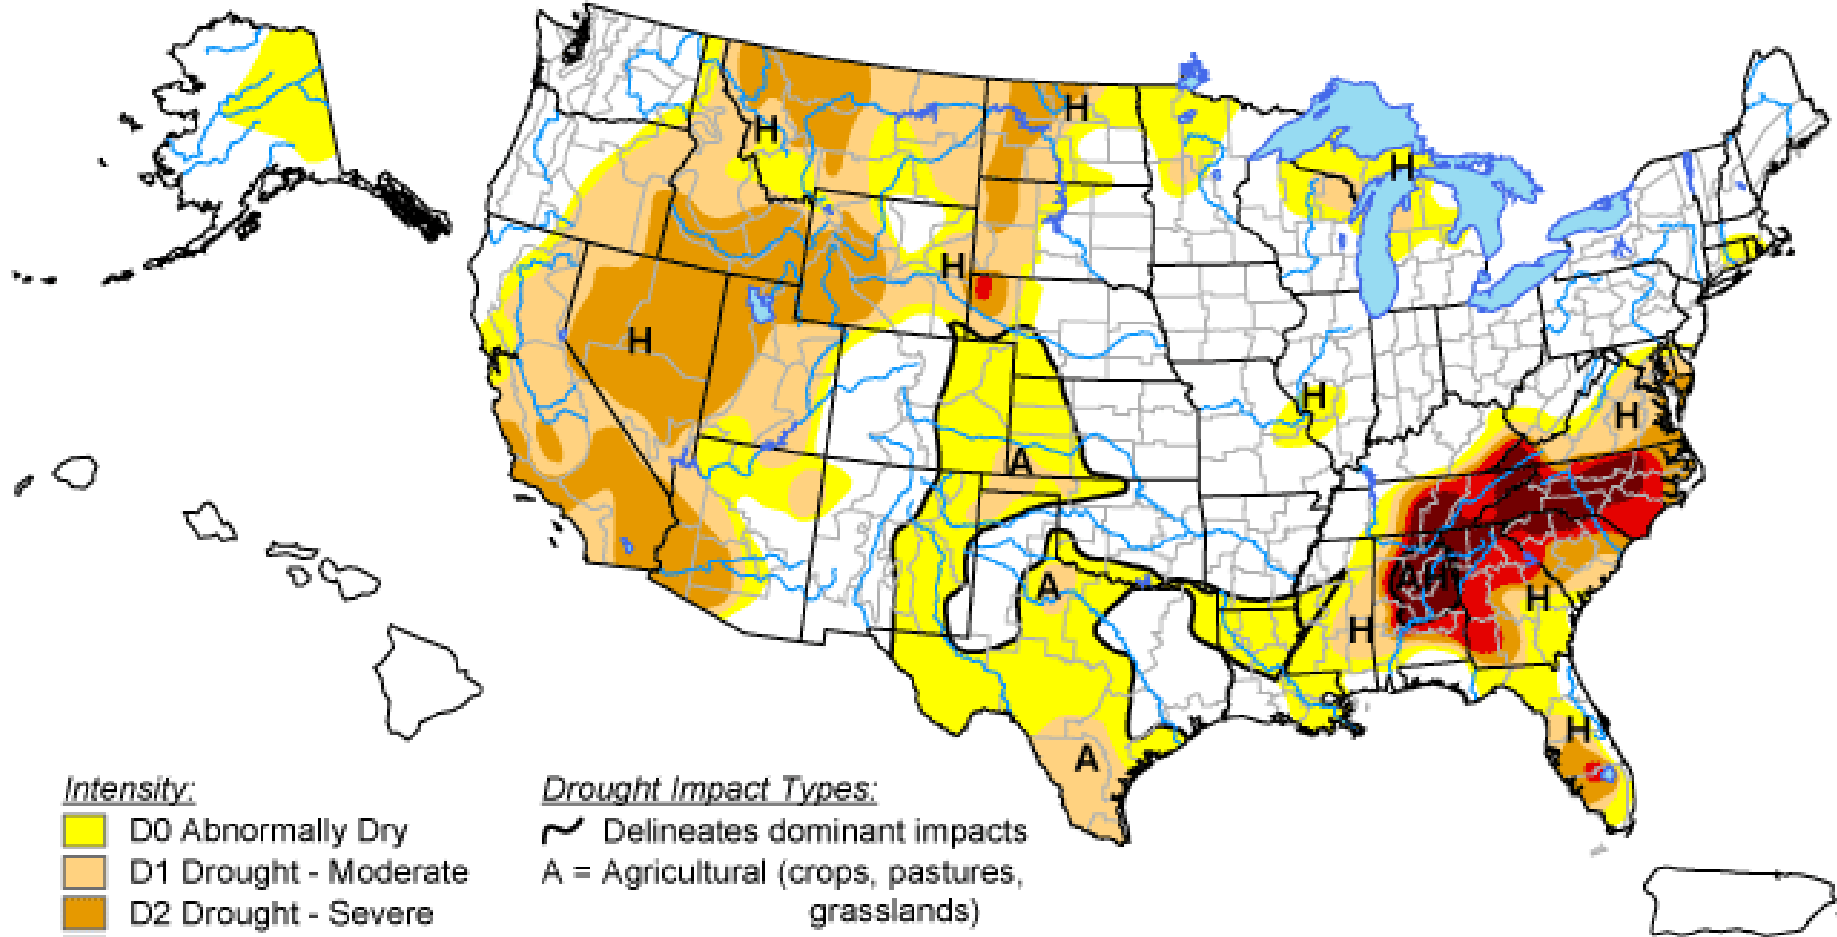 H
H
H
H
H
H
H
A
A
(AH)
H
H
H
A
Intensity:
D0 Abnormally Dry
D1 Drought - Moderate
D2 Drought - Severe
Drought Impact Types:
Delineates dominant impacts
A = Agricultural (crops, pastures,
grasslands)